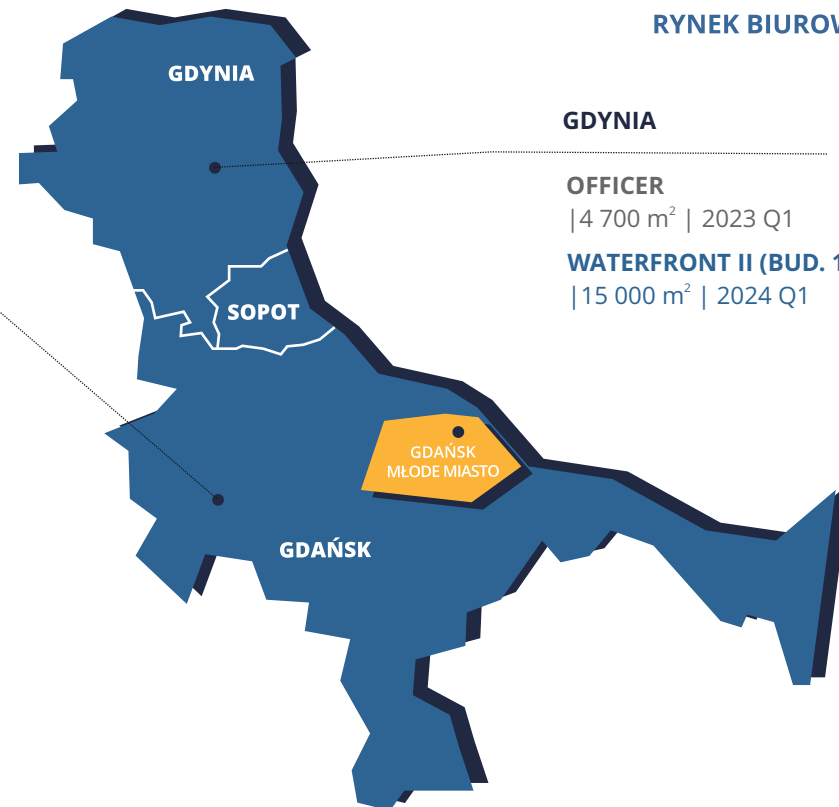 RYNEK BIUROW
GDYNIA
GDYNIA
OFFICER
|4 700 m² | 2023 Q1
WATERFRONT II (BUD. 1
|15 000 m² | 2024 Q1
SOPOT
GDAŃSK
MŁODE MIASTO
GDAŃSK